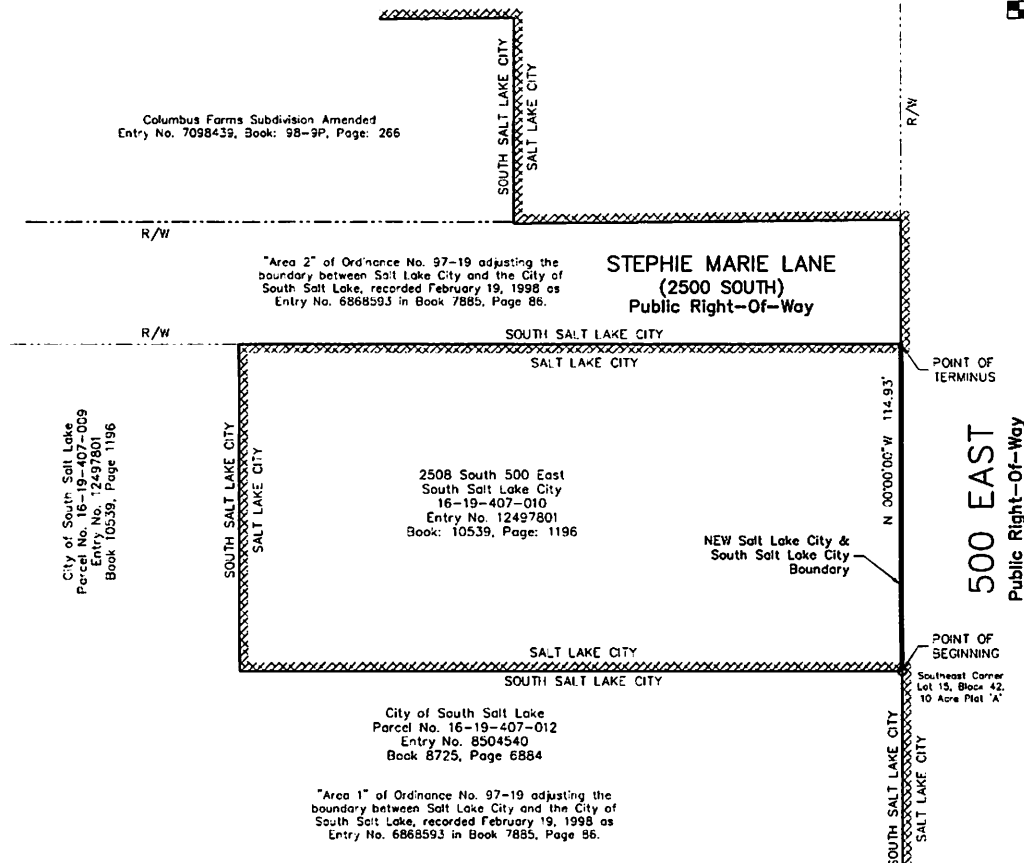 SOUTH SALT LAKE CITY
SALT LAKE CITY
R/W
Columbus Farms Subdivision Amended
Entry No. 7098439, Book: 98-9P, Page: 266
R/W
"Area 2" of Ordinance No. 97-19 adjusting the
boundary between Salt Lake City and the City of
South Salt Lake, recorded February 19, 1998 as
Entry No. 6868593 in Book 7885, Page 86.
STEPHIE MARIE LANE
(2500 SOUTH)
Public Right-Of-Way
R/W
SOUTH SALT LAKE CITY
SALT LAKE CITY
POINT OF
TERMINUS
City of South Salt Lake
Parcel No. 16-19-407-009
Entry No. 12497801
Book 10539, Page 1196
SOUTH SALT LAKE CITY
SALT LAKE CITY
2508 South 500 East
South Salt Lake City
16-19-407-010
Entry No. 12497801
Book: 10539, Page: 1196
N 00°00'00"W 114.93'
500 EAST
Public Right-Of-Way
NEW Salt Lake City &
South Salt Lake City
Boundary
POINT OF
BEGINNING
Southeast Corner
Lot 15, Block 42,
10 Acre Plat "A"
SALT LAKE CITY
SOUTH SALT LAKE CITY
City of South Salt Lake
Parcel No. 16-19-407-012
Entry No. 8504540
Book 8725, Page 6884
"Area 1" of Ordinance No. 97-19 adjusting the
boundary between Salt Lake City and the City of
South Salt Lake, recorded February 19, 1998 as
Entry No. 6868593 in Book 7885, Page 86.
SOUTH SALT LAKE CITY
SALT LAKE CITY